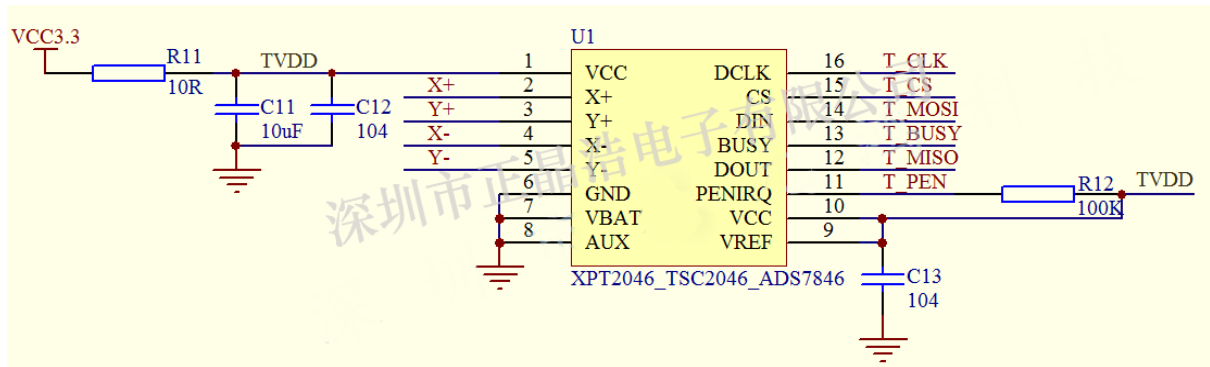 VCC3.3
R11
10R
TVDD
C11
10uF
C12
104
X+
Y+
X-
Y-
U1
1 VCC DCLK 16 T_CLK
2 X+ CS 15 T_CS
3 Y+ DIN 14 T_MOSI
4 X- BUSY 13 T_BUSY
5 Y- DOUT 12 T_MISO
6 GND PENIRQ 11 T_PEN
7 VBAT VCC 10
8 AUX VREF 9
XPT2046_TSC2046_ADS7846
R12
100K
TVDD
C13
104
深圳市正晶浩电子有限公司